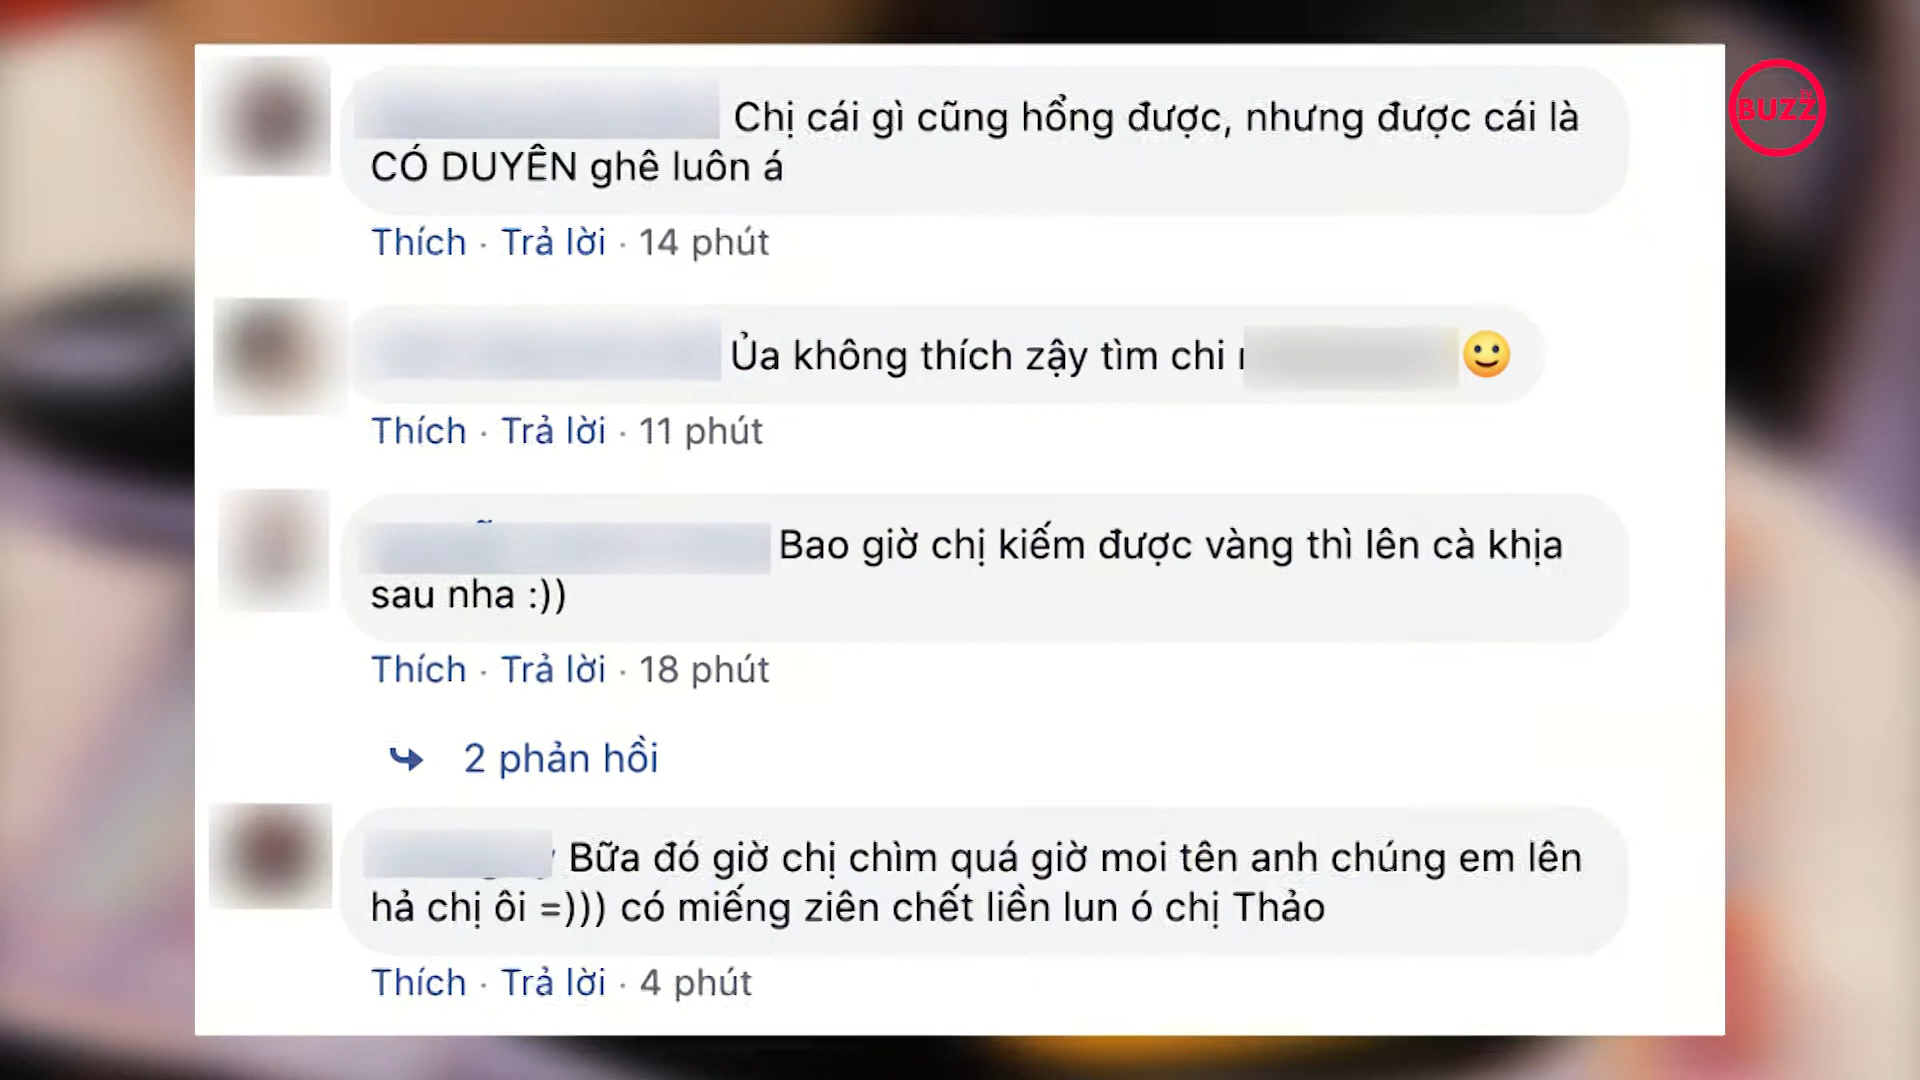 BUZZ
Chị cái gì cũng hổng được, nhưng được cái là
CÓ DUYÊN ghê luôn á
Thích · Trả lời · 14 phút
Ủa không thích zậy tìm chi
Thích · Trả lời · 11 phút
Bao giờ chị kiếm được vàng thì lên cà khịa
sau nha :))
Thích · Trả lời · 18 phút
2 phản hồi
Bữa đó giờ chị chìm quá giờ moi tên anh chúng em lên
hả chị ôi =))) có miếng ziên chết liền lun ó chị Thảo
Thích · Trả lời · 4 phút